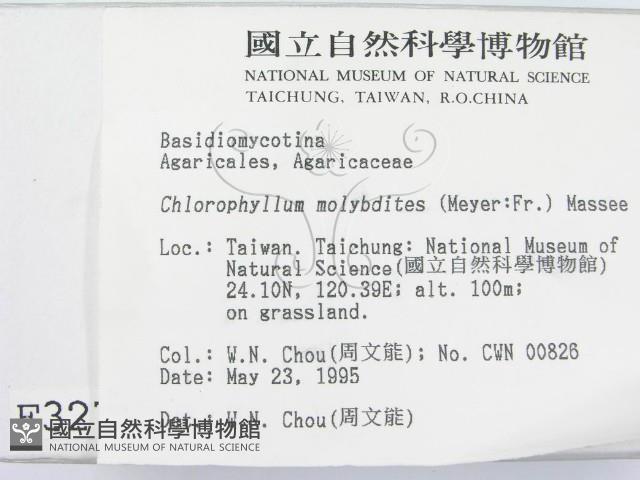 國立自然科學博物館
NATIONAL MUSEUM OF NATURAL SCIENCE
TAICHUNG, TAIWAN, R.O.CHINA
Basidiomycotina
Agaricales, Agaricaceae
Chlorophyllum molybdites (Meyer:Fr.) Massee
Loc.: Taiwan. Taichung: National Museum of
Natural Science(國立自然科學博物館)
24.10N, 120.39E; alt. 100m;
on grassland.
Col.: W.N. Chou(周文能); No. CWN 00826
Date: May 23, 1995
Det.: W.N. Chou(周文能)
國立自然科學博物館
NATIONAL MUSEUM OF NATURAL SCIENCE